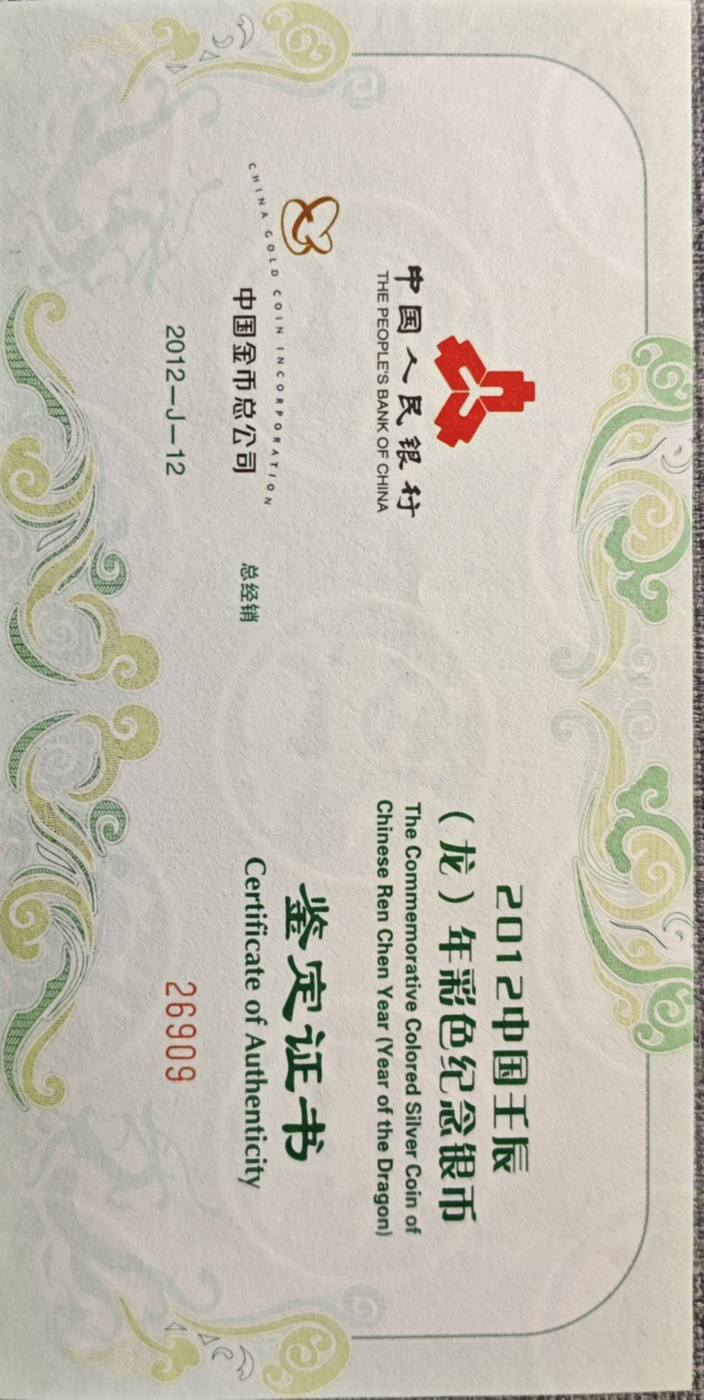 中国人民银行
THE PEOPLE'S BANK OF CHINA
CHINA GOLD COIN INCORPORATION
中国金币总公司
总经销
2012-J-12
2012中国壬辰
（龙）年彩色纪念银币
The Commemorative Colored Silver Coin of
Chinese Ren Chen Year (Year of the Dragon)
鉴定证书
Certificate of Authenticity
26909